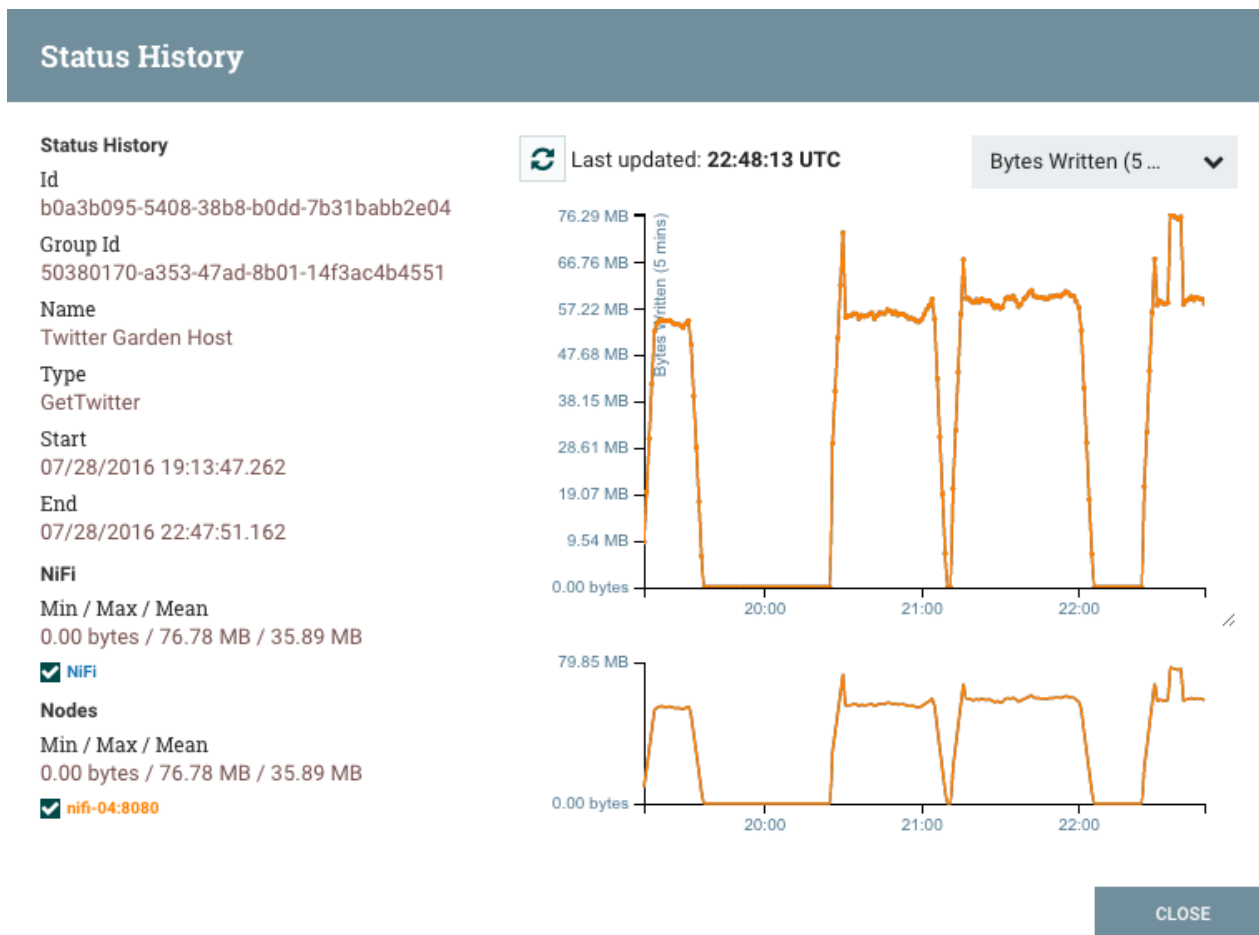 Status History
Status History
Id
b0a3b095-5408-38b8-b0dd-7b31babb2e04
Group Id
50380170-a353-47ad-8b01-14f3ac4b4551
Name
Twitter Garden Host
Type
GetTwitter
Start
07/28/2016 19:13:47.262
End
07/28/2016 22:47:51.162
NiFi
Min / Max / Mean
0.00 bytes / 76.78 MB / 35.89 MB
NiFi
Nodes
Min / Max / Mean
0.00 bytes / 76.78 MB / 35.89 MB
nifi-04:8080
Last updated: 22:48:13 UTC
Bytes Written (5 ...
76.29 MB
66.76 MB
57.22 MB
47.68 MB
38.15 MB
28.61 MB
19.07 MB
9.54 MB
0.00 bytes
Bytes Written (5 mins)
20:00 21:00 22:00
79.85 MB
0.00 bytes
20:00 21:00 22:00
CLOSE